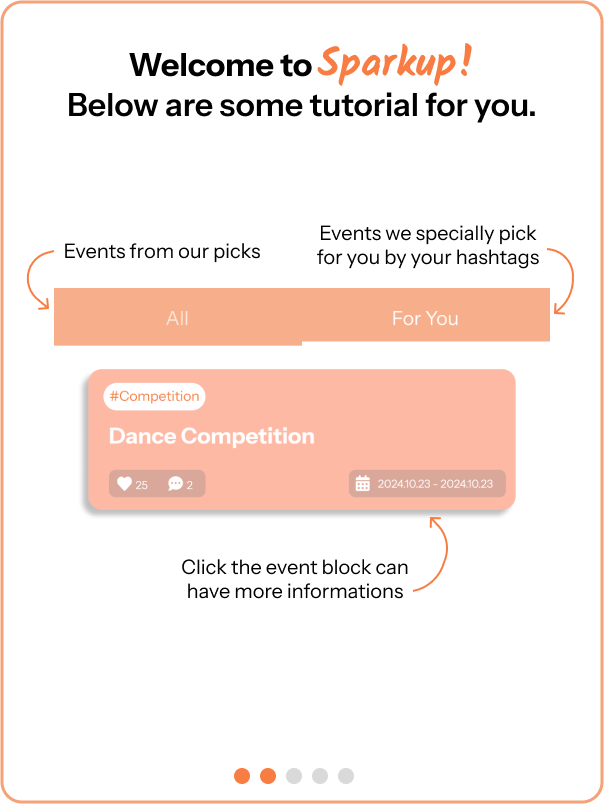 Welcome to Sparkup!
Below are some tutorial for you.
Events from our picks
Events we specially pick
for you by your hashtags
All
For You
#Competition
Dance Competition
25
2
2024.10.23 - 2024.10.23
Click the event block can
have more informations